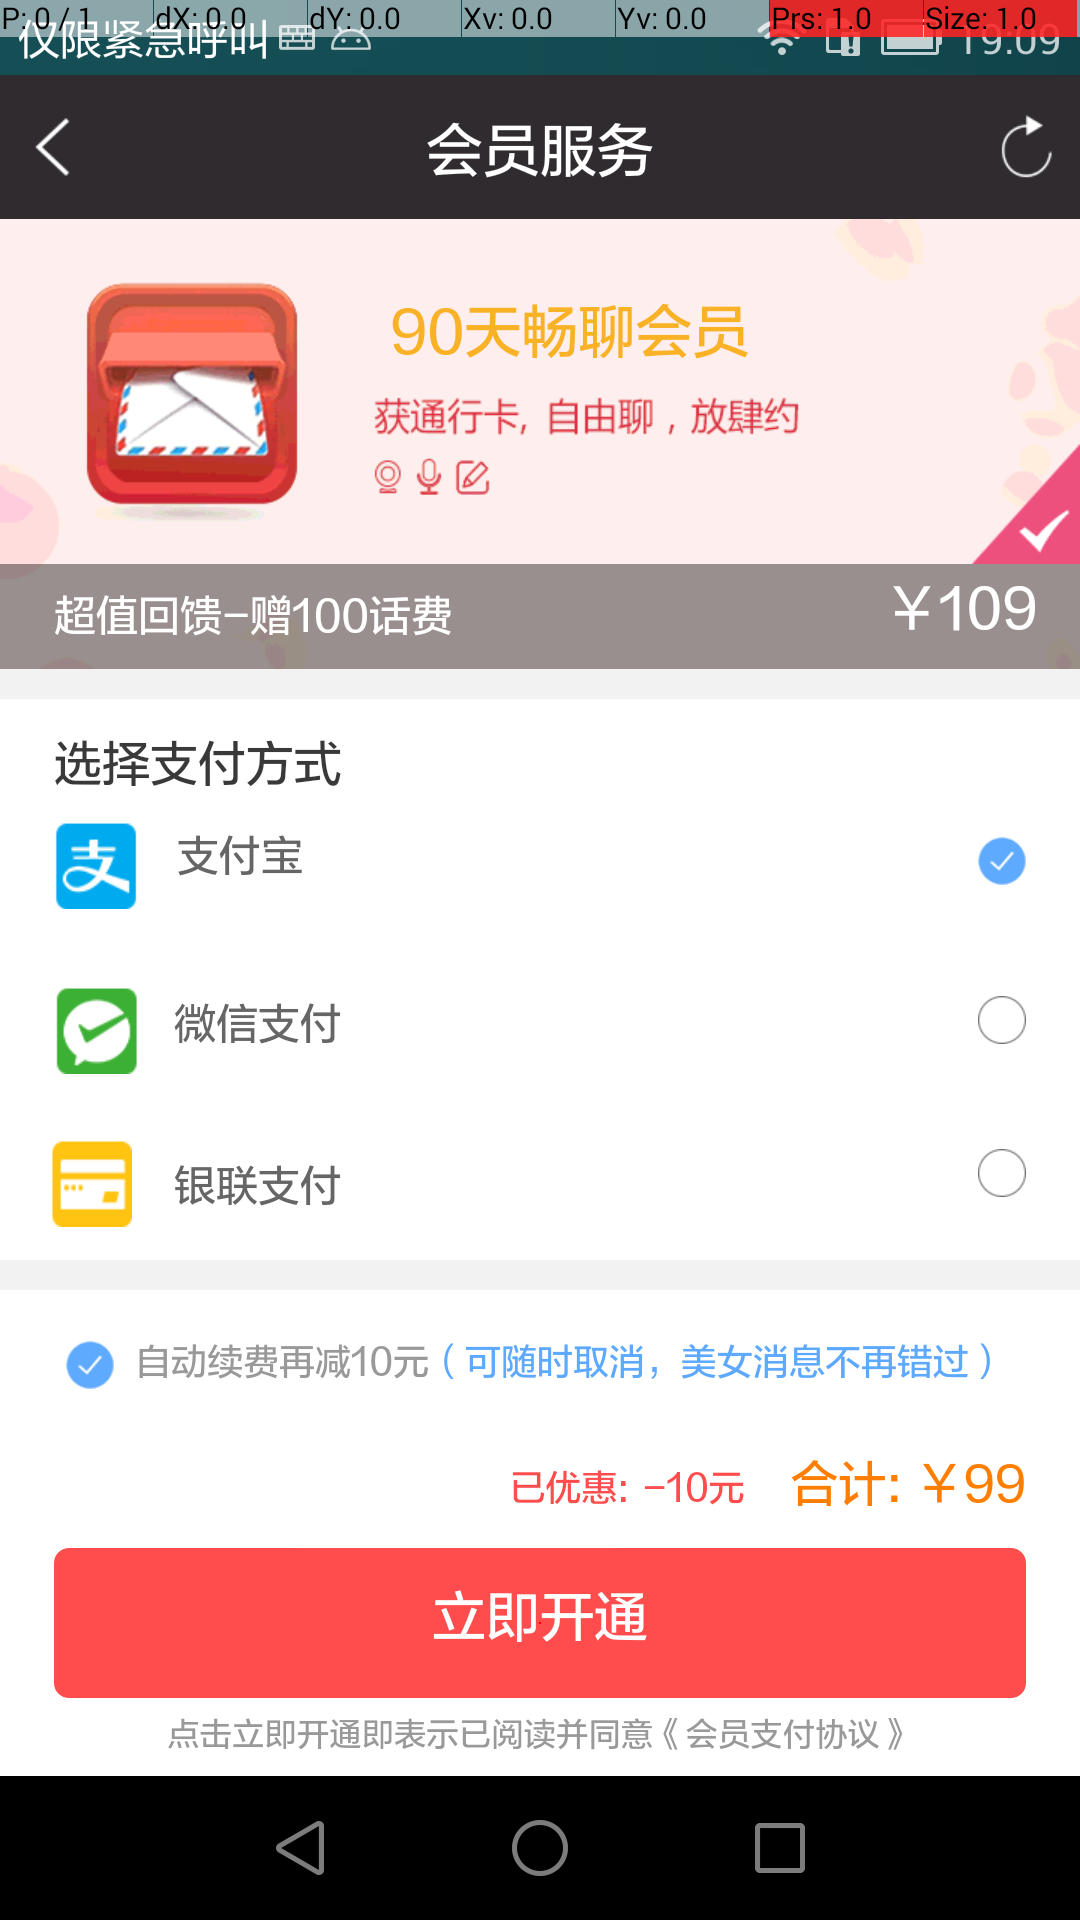 P: 0 / 1 dX: 0.0 dY: 0.0 Xv: 0.0 Yv: 0.0 Prs: 1.0 Size: 1.0
仅限紧急呼叫 19:09
会员服务
90天畅聊会员
获通行卡, 自由聊，放肆约
超值回馈-赠100话费 ￥109
选择支付方式
支付宝
微信支付
银联支付
自动续费再减10元（可随时取消，美女消息不再错过）
已优惠: -10元 合计: ￥99
立即开通
点击立即开通即表示已阅读并同意《会员支付协议》